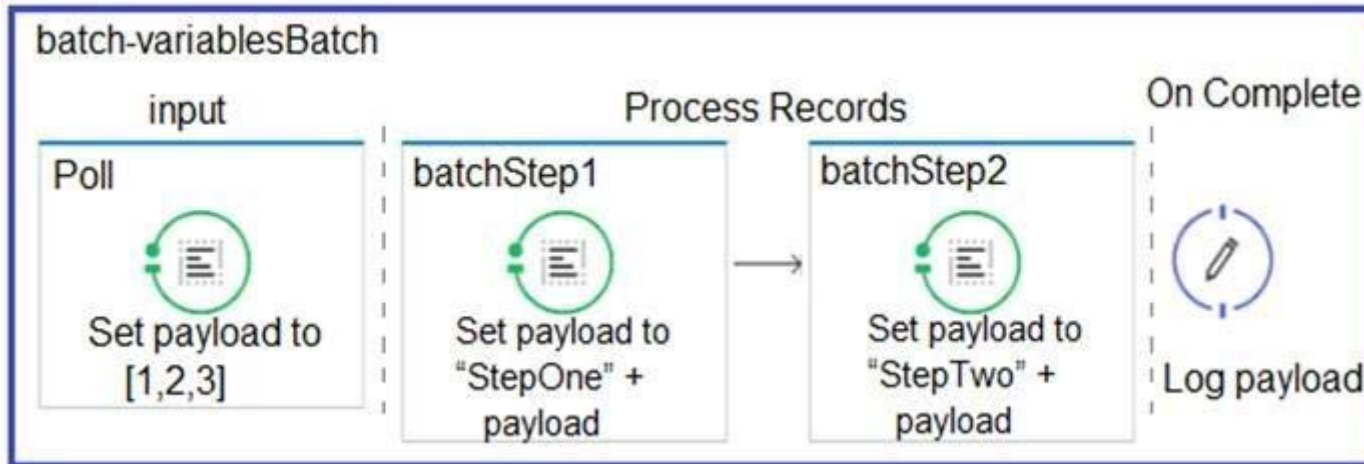 batch-variablesBatch
input
Process Records
On Complete
Poll
Set payload to
[1,2,3]
batchStep1
Set payload to
“StepOne” +
payload
batchStep2
Set payload to
“StepTwo” +
payload
Log payload